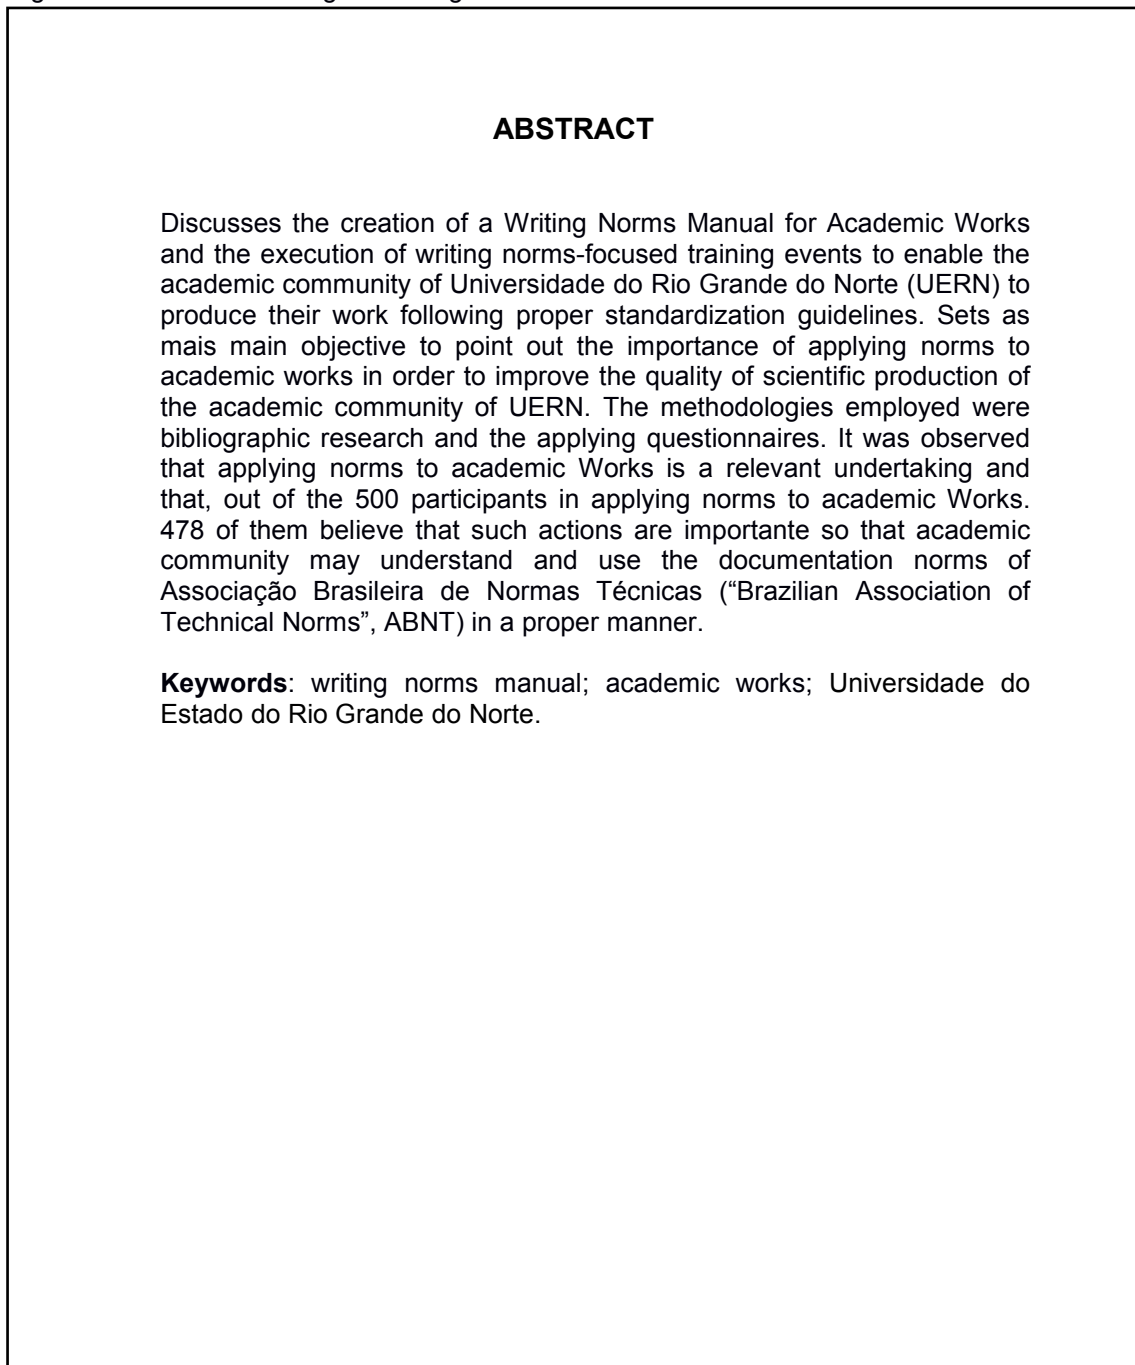 ABSTRACT
Discusses the creation of a Writing Norms Manual for Academic Works
and the execution of writing norms-focused training events to enable the
academic community of Universidade do Rio Grande do Norte (UERN) to
produce their work following proper standardization guidelines. Sets as
mais main objective to point out the importance of applying norms to
academic works in order to improve the quality of scientific production of
the academic community of UERN. The methodologies employed were
bibliographic research and the applying questionnaires. It was observed
that applying norms to academic Works is a relevant undertaking and
that, out of the 500 participants in applying norms to academic Works.
478 of them believe that such actions are importante so that academic
community may understand and use the documentation norms of
Associação Brasileira de Normas Técnicas (“Brazilian Association of
Technical Norms”, ABNT) in a proper manner.
Keywords: writing norms manual; academic works; Universidade do
Estado do Rio Grande do Norte.